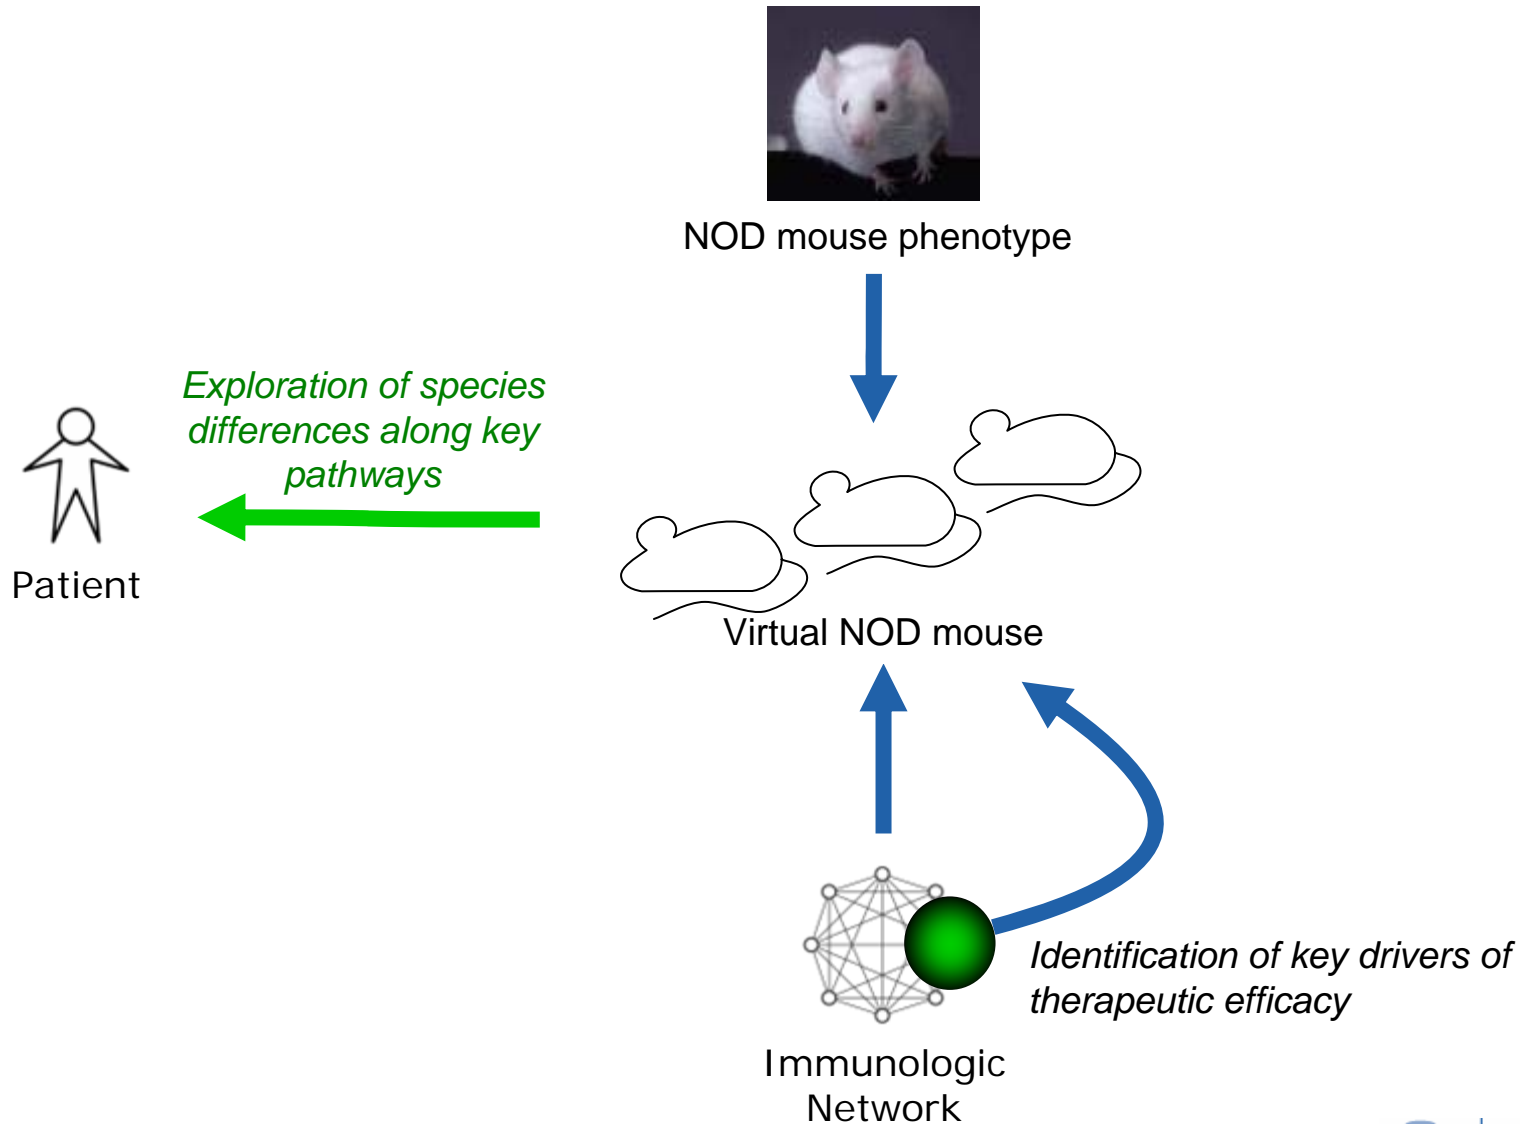 NOD mouse phenotype
Exploration of species
differences along key
pathways
Patient
Virtual NOD mouse
Identification of key drivers of
therapeutic efficacy
Immunologic
Network